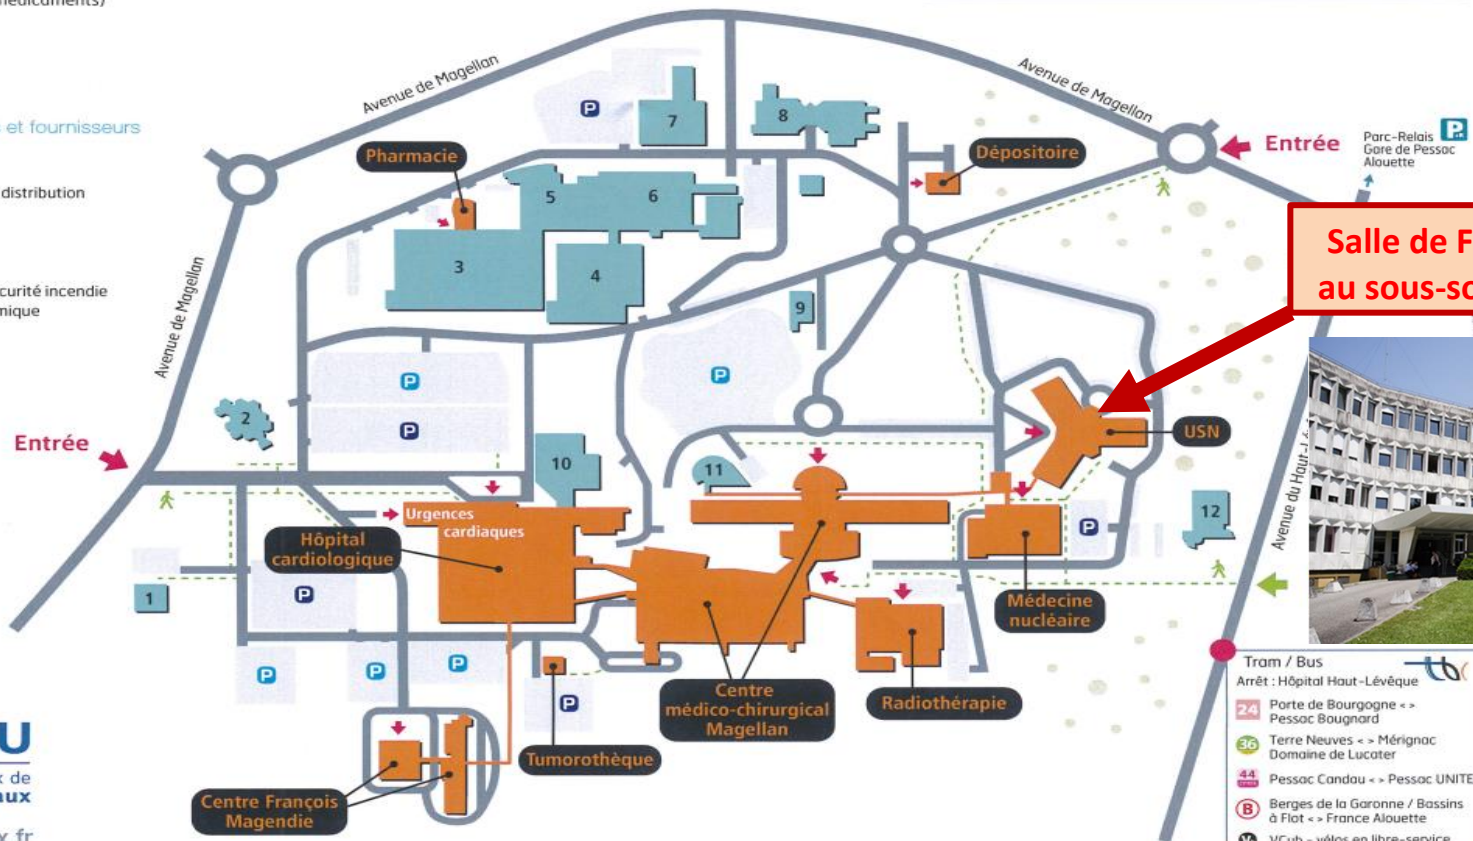 et fournisseurs
distribution
Avenue de Magellan
Avenue de Magellan
Avenue de Magellan
Entrée
Parc-Relais
Gare de Pessac
Alouette
P
Pharmacie
Dépositoire
P
7
8
5
6
3
4
9
Salle de F
au sous-so
P
P
P
2
Entrée
10
11
USN
12
P
Urgences
cardiaques
Hôpital
cardiologique
1
P
Médecine
nucléaire
Avenue du Haut-Lé
P
P
P
P
Centre
médico-chirurgical
Magellan
Radiothérapie
Tumorothèque
Centre François
Magendie
U
x de
aux
x.fr
Tram / Bus
Arrêt : Hôpital Haut-Lévêque
tbc
24 Porte de Bourgogne < >
Pessac Bougnard
36 Terre Neuves < > Mérignac
Domaine de Lucater
44 Pessac Candau < > Pessac UNITE
B Berges de la Garonne / Bassins
à Flot < > France Alouette
VCub - vélos en libre-service